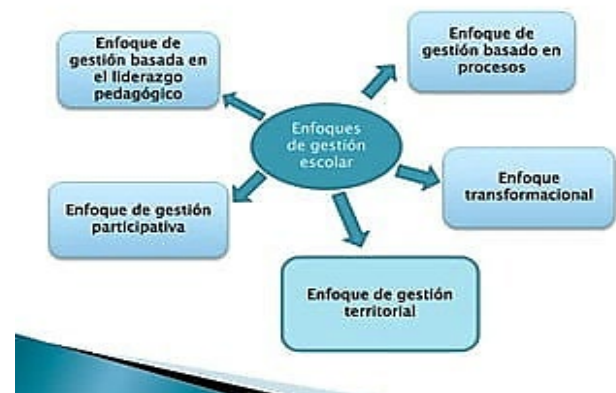 Enfoque de
gestión basada en
el liderazgo
pedagógico
Enfoque de
gestión basado en
procesos
Enfoques
de gestión
escolar
Enfoque de gestión
participativa
Enfoque
transformacional
Enfoque de gestión
territorial